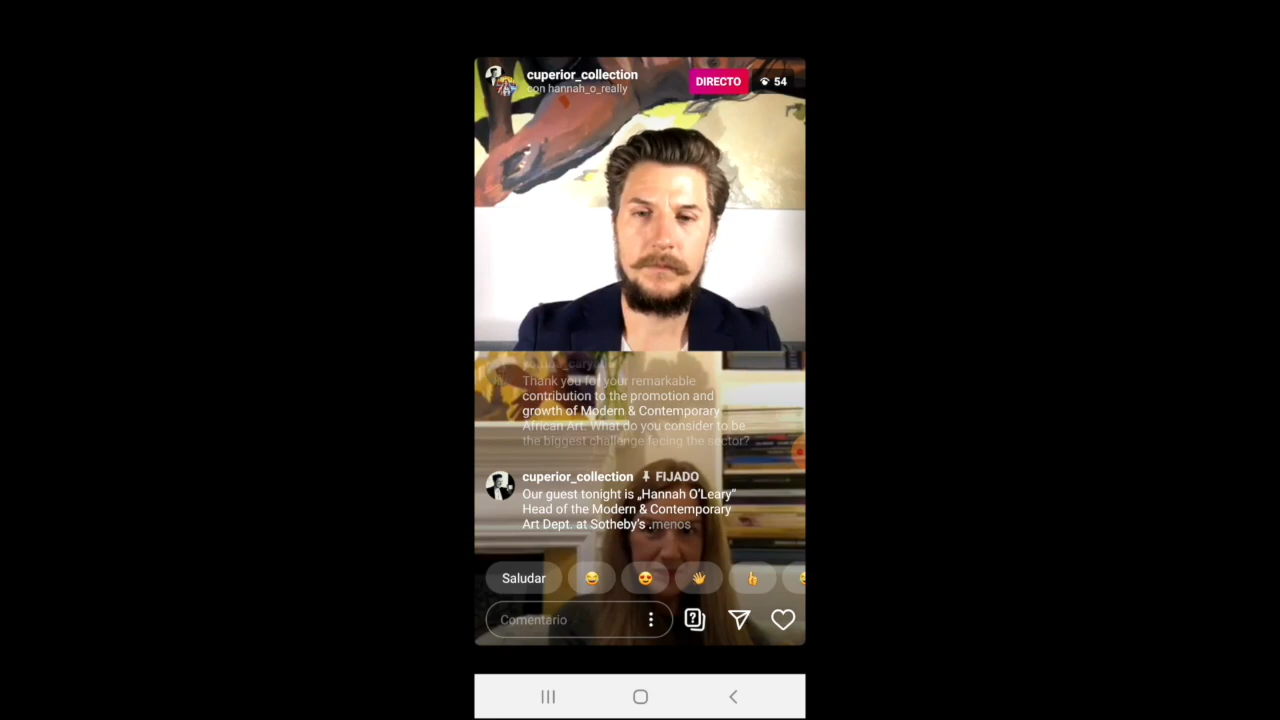 cuperior_collection
con hannah_o_really
DIRECTO
54
Thank you for your remarkable
contribution to the promotion and
growth of Modern & Contemporary
African Art. What do you consider to be
the biggest challenge facing the sector?
cuperior_collection FIJADO
Our guest tonight is „Hannah O’Leary“
Head of the Modern & Contemporary
Art Dept. at Sotheby’s .menos
Saludar
Comentario